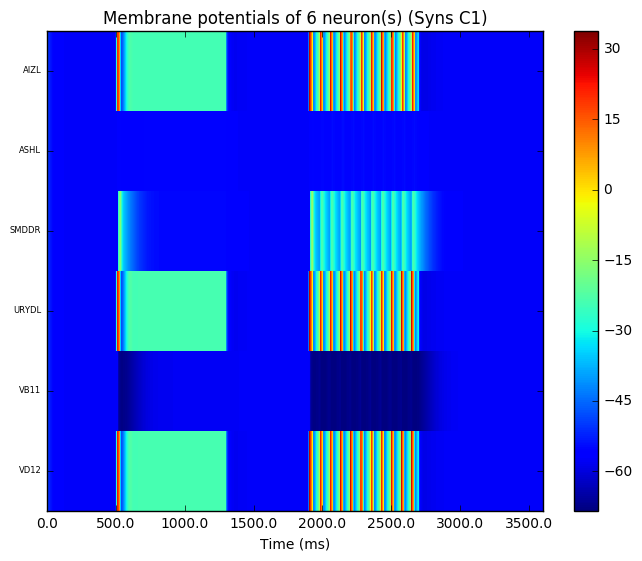 Membrane potentials of 6 neuron(s) (Syns C1)
AIZL
ASHL
SMDDR
URYDL
VB11
VD12
0.0 500.0 1000.0 1500.0 2000.0 2500.0 3000.0 3500.0
Time (ms)
30
15
0
−15
−30
−45
−60